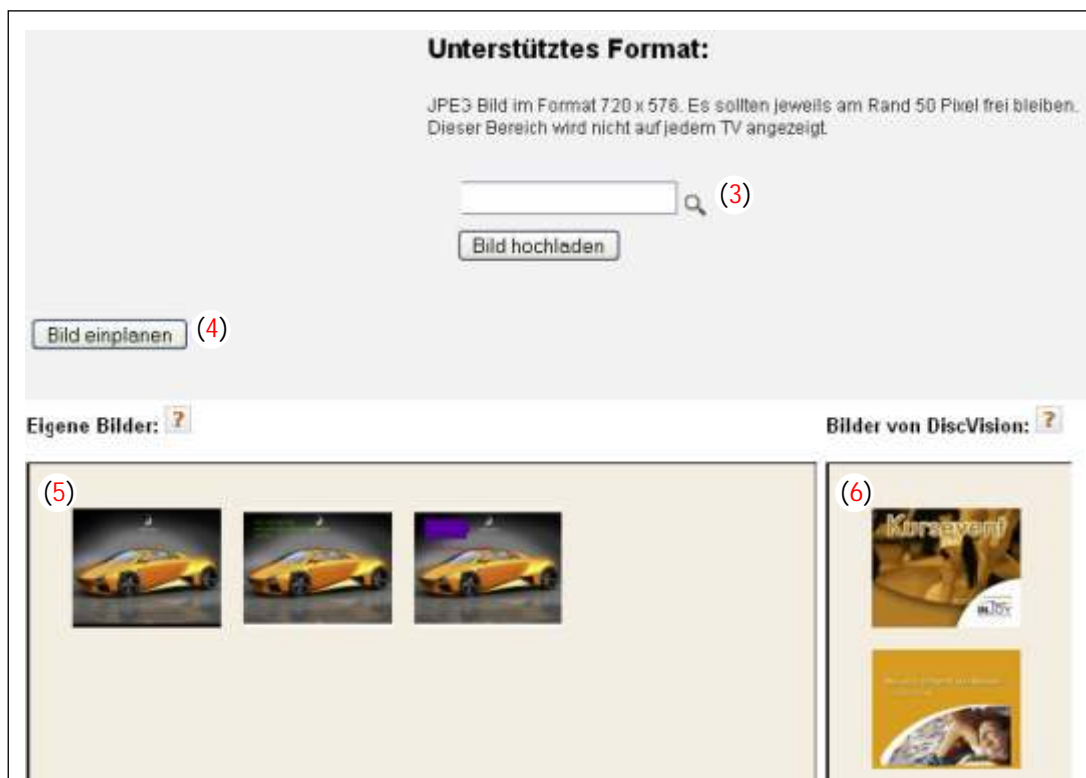 Unterstütztes Format:
JPEG Bild im Format 720 x 576. Es sollten jeweils am Rand 50 Pixel frei bleiben.
Dieser Bereich wird nicht auf jedem TV angezeigt.
(3)
Bild hochladen
Bild einplanen (4)
Eigene Bilder: ?
Bilder von DiscVision: ?
(5)
(6)
Kursevent
INJOY